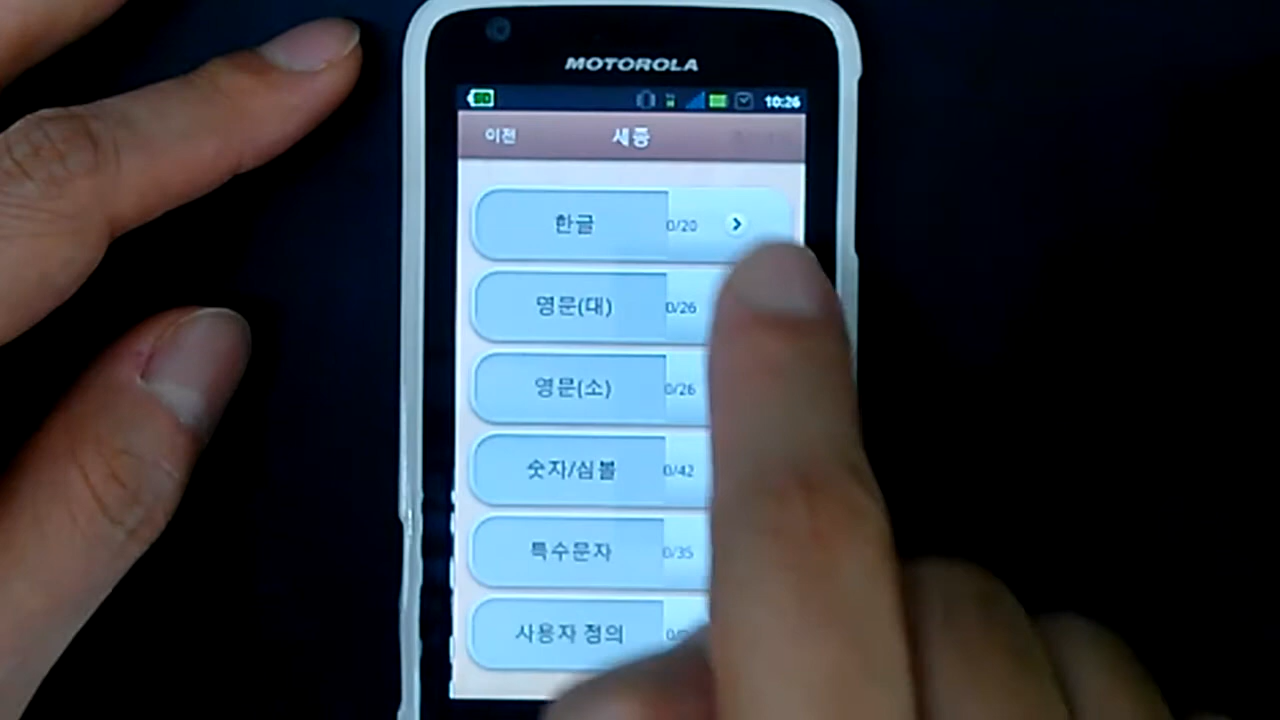 MOTOROLA
10:26
이전 세종
한글 0/20
영문(대) 0/26
영문(소) 0/26
숫자/심볼 0/42
특수문자 0/35
사용자 정의